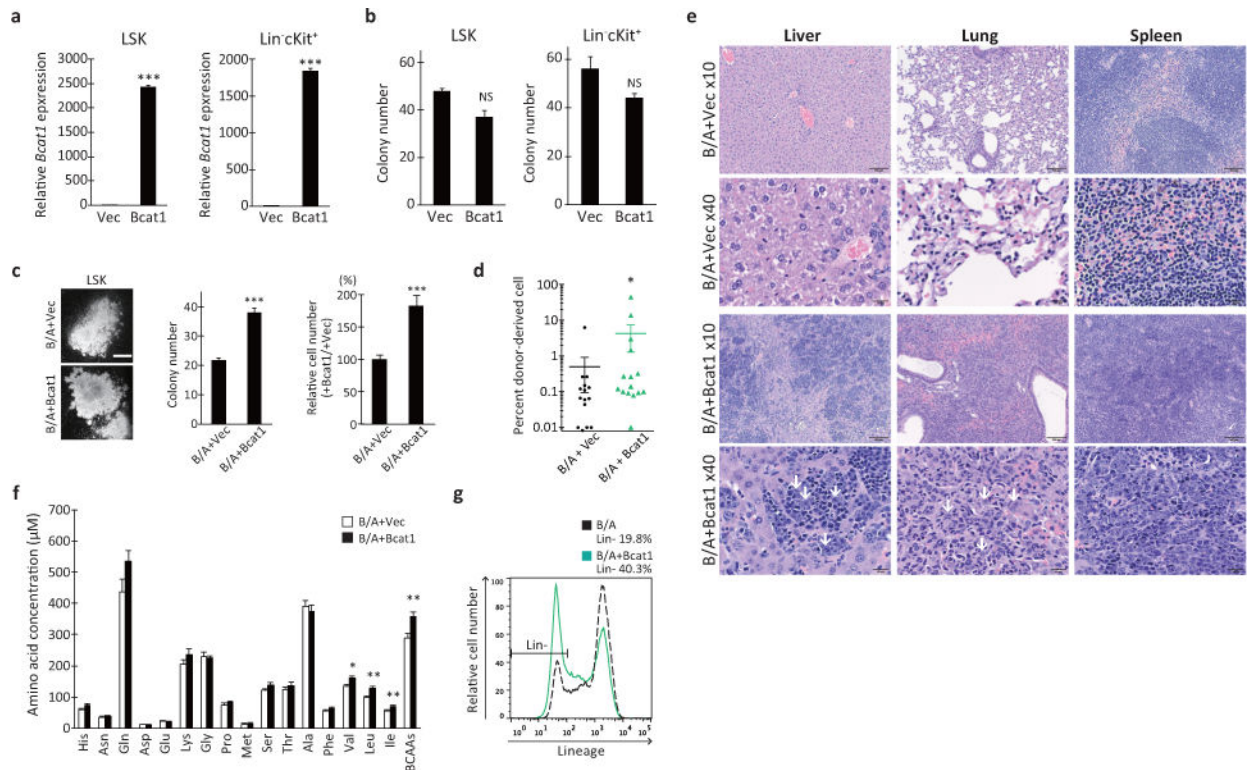 a
LSK
Lin⁻cKit⁺
Relative Bcat1 epxression
3000
2500
2000
1500
1000
500
0
***
Vec Bcat1
Relative Bcat1 epxression
2000
1500
1000
500
0
***
Vec Bcat1
b
LSK
Lin⁻cKit⁺
Colony number
60
40
20
0
NS
Vec Bcat1
Colony number
60
40
20
0
NS
Vec Bcat1
c
LSK
B/A+Vec
B/A+Bcat1
Colony number
50
40
30
20
10
0
***
B/A+Vec
B/A+Bcat1
(%)
Relative cell number
(+Bcat1/+Vec)
200
150
100
50
0
***
B/A+Vec
B/A+Bcat1
d
*
Percent donor-derived cell
100
10
1
0.1
0.01
B/A + Vec
B/A + Bcat1
e
Liver Lung Spleen
B/A+Vec x10
B/A+Vec x40
B/A+Bcat1 x10
B/A+Bcat1 x40
f
B/A+Vec
B/A+Bcat1
Amino acid concentration (µM)
700
600
500
400
300
200
100
0
* ** ** **
His Asn Gln Asp Glu Lys Gly Pro Met Ser Thr Ala Phe Val Leu Ile BCAAs
g
B/A
Lin- 19.8%
B/A+Bcat1
Lin- 40.3%
Relative cell number
100
80
60
40
20
0
Lin-
10⁰ 10¹ 10² 10³ 10⁴ 10⁵
Lineage